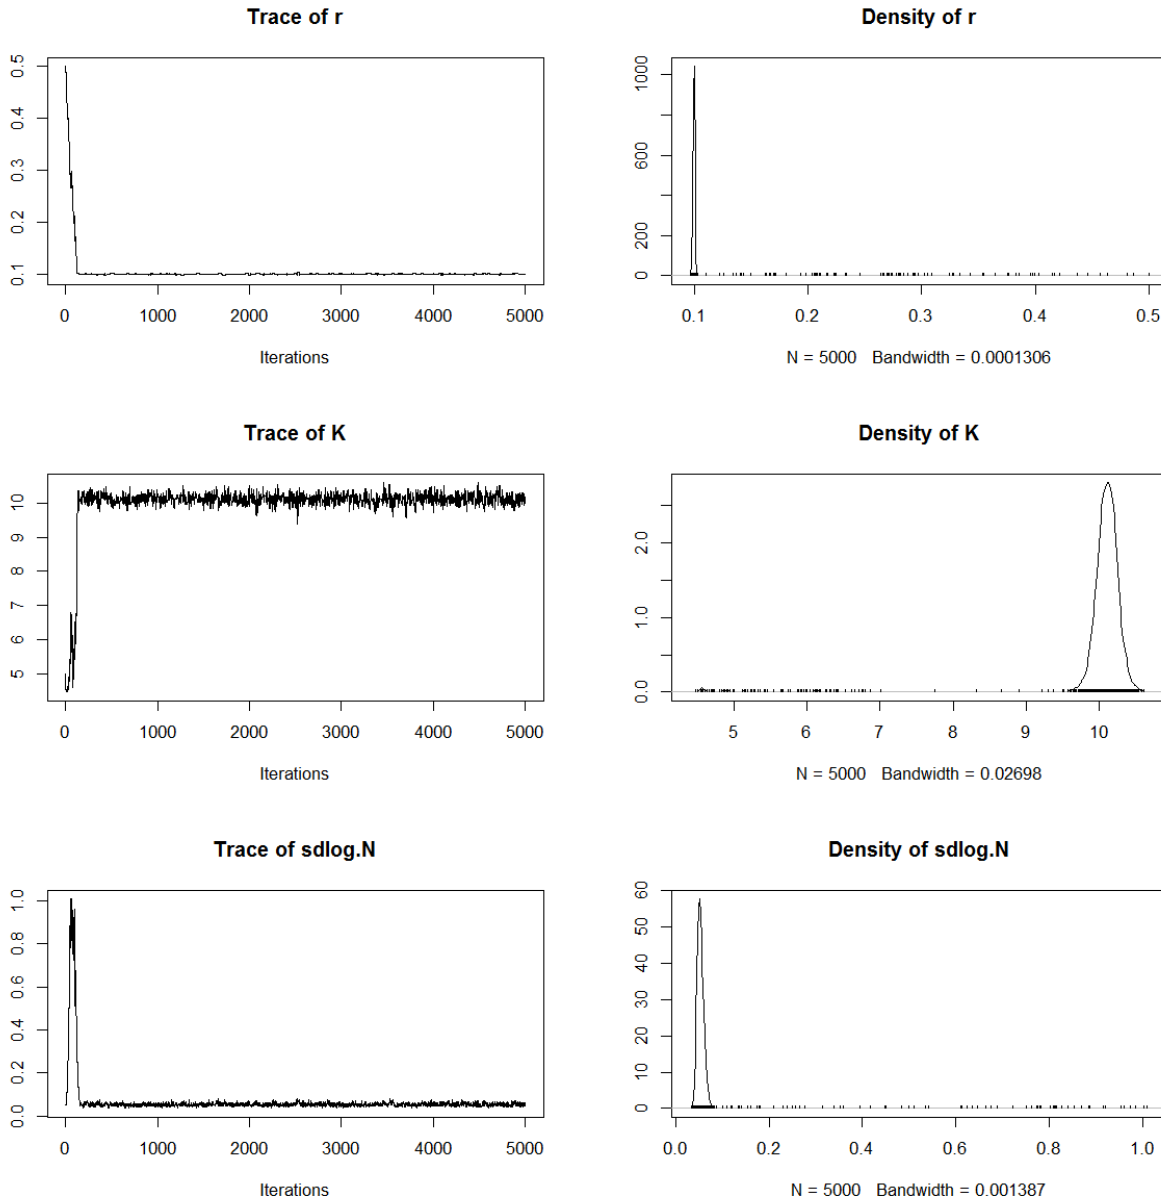 Trace of r
Density of r
0.5
0.4
0.3
0.2
0.1
0 1000 2000 3000 4000 5000
Iterations
1000
600
200
0
0.1 0.2 0.3 0.4 0.5
N = 5000 Bandwidth = 0.0001306
Trace of K
Density of K
10
9
8
7
6
5
0 1000 2000 3000 4000 5000
Iterations
2.0
1.0
0.0
5 6 7 8 9 10
N = 5000 Bandwidth = 0.02698
Trace of sdlog.N
Density of sdlog.N
1.0
0.8
0.6
0.4
0.2
0.0
0 1000 2000 3000 4000 5000
Iterations
60
50
40
30
20
10
0
0.0 0.2 0.4 0.6 0.8 1.0
N = 5000 Bandwidth = 0.001387